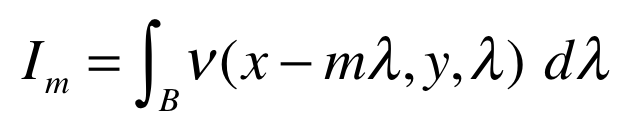 I_m = ∫_B ν(x − mλ, y, λ) dλ